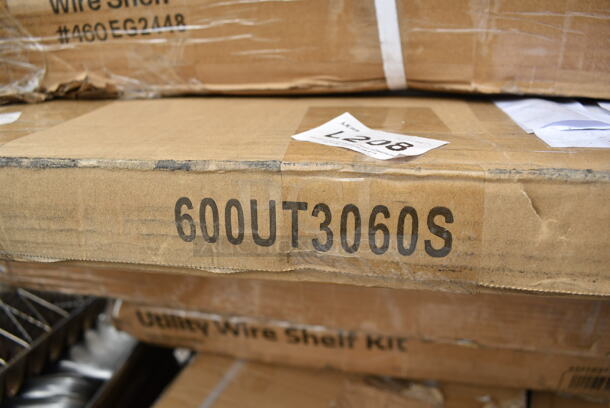 Wire Shelf
#460EG2448
L208
600UT3060S
Utility Wire Shelf Kit